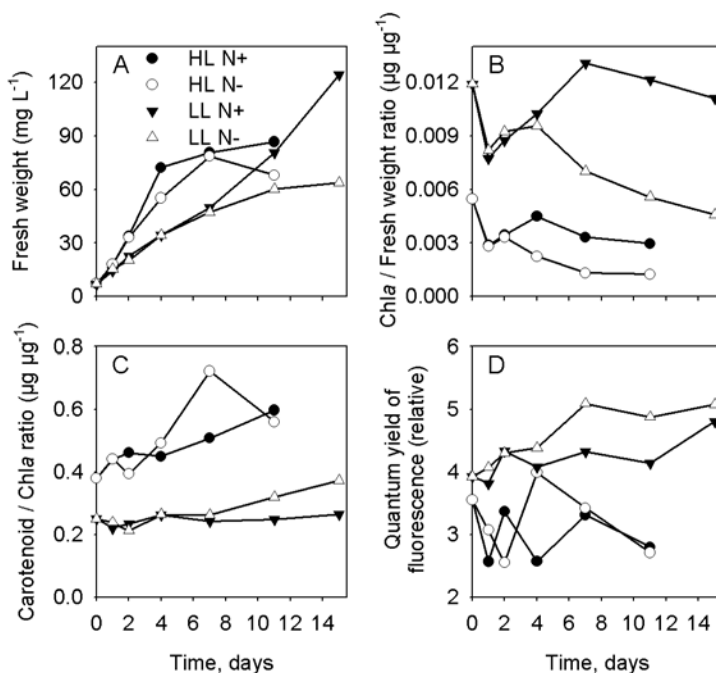 A
HL N+
HL N-
LL N+
LL N-
Fresh weight (mg L⁻¹)
120
90
60
30
0
B
Chla / Fresh weight ratio (µg µg⁻¹)
0.012
0.009
0.006
0.003
0.000
C
Carotenoid / Chla ratio (µg µg⁻¹)
0.8
0.6
0.4
0.2
0.0
0 2 4 6 8 10 12 14
Time, days
D
Quantum yield of
fluorescence (relative)
6
5
4
3
2
0 2 4 6 8 10 12 14
Time, days